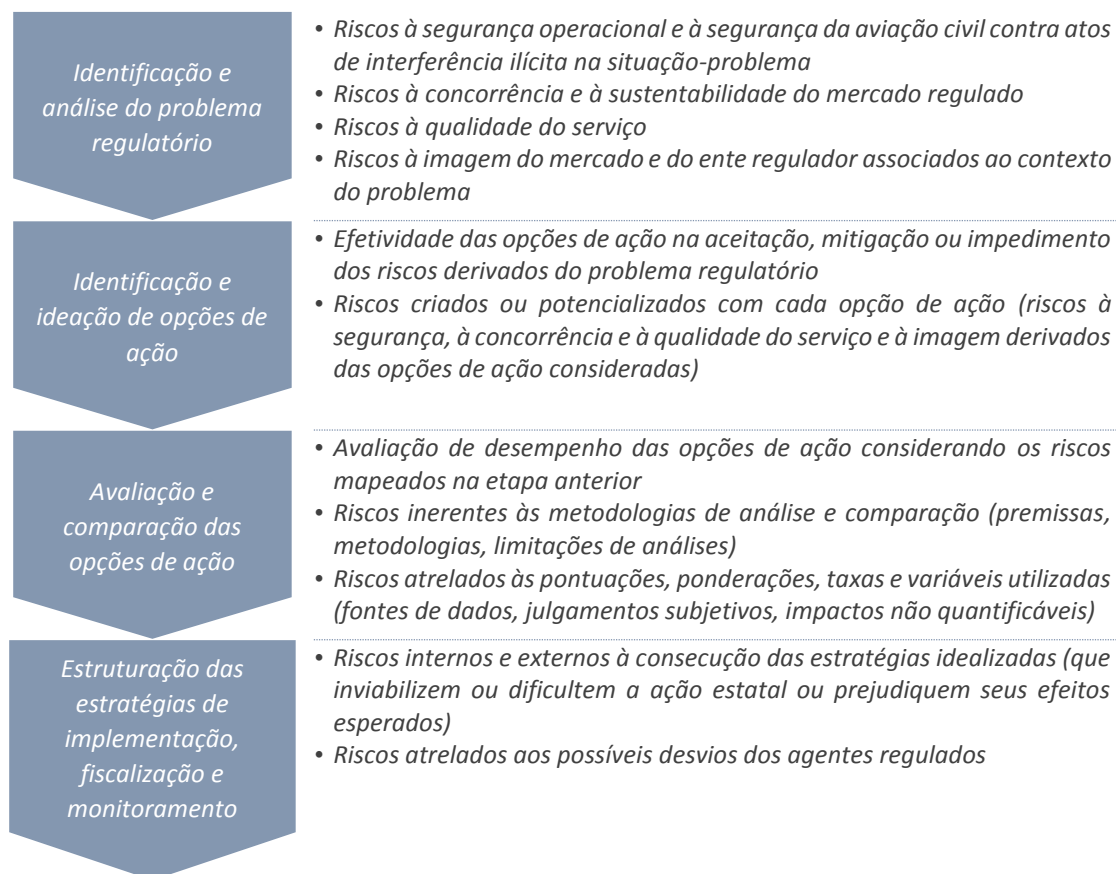 Identificação e
análise do problema
regulatório
• Riscos à segurança operacional e à segurança da aviação civil contra atos
de interferência ilícita na situação-problema
• Riscos à concorrência e à sustentabilidade do mercado regulado
• Riscos à qualidade do serviço
• Riscos à imagem do mercado e do ente regulador associados ao contexto
do problema
Identificação e
ideação de opções de
ação
• Efetividade das opções de ação na aceitação, mitigação ou impedimento
dos riscos derivados do problema regulatório
• Riscos criados ou potencializados com cada opção de ação (riscos à
segurança, à concorrência e à qualidade do serviço e à imagem derivados
das opções de ação consideradas)
Avaliação e
comparação das
opções de ação
• Avaliação de desempenho das opções de ação considerando os riscos
mapeados na etapa anterior
• Riscos inerentes às metodologias de análise e comparação (premissas,
metodologias, limitações de análises)
• Riscos atrelados às pontuações, ponderações, taxas e variáveis utilizadas
(fontes de dados, julgamentos subjetivos, impactos não quantificáveis)
Estruturação das
estratégias de
implementação,
fiscalização e
monitoramento
• Riscos internos e externos à consecução das estratégias idealizadas (que
inviabilizem ou dificultem a ação estatal ou prejudiquem seus efeitos
esperados)
• Riscos atrelados aos possíveis desvios dos agentes regulados